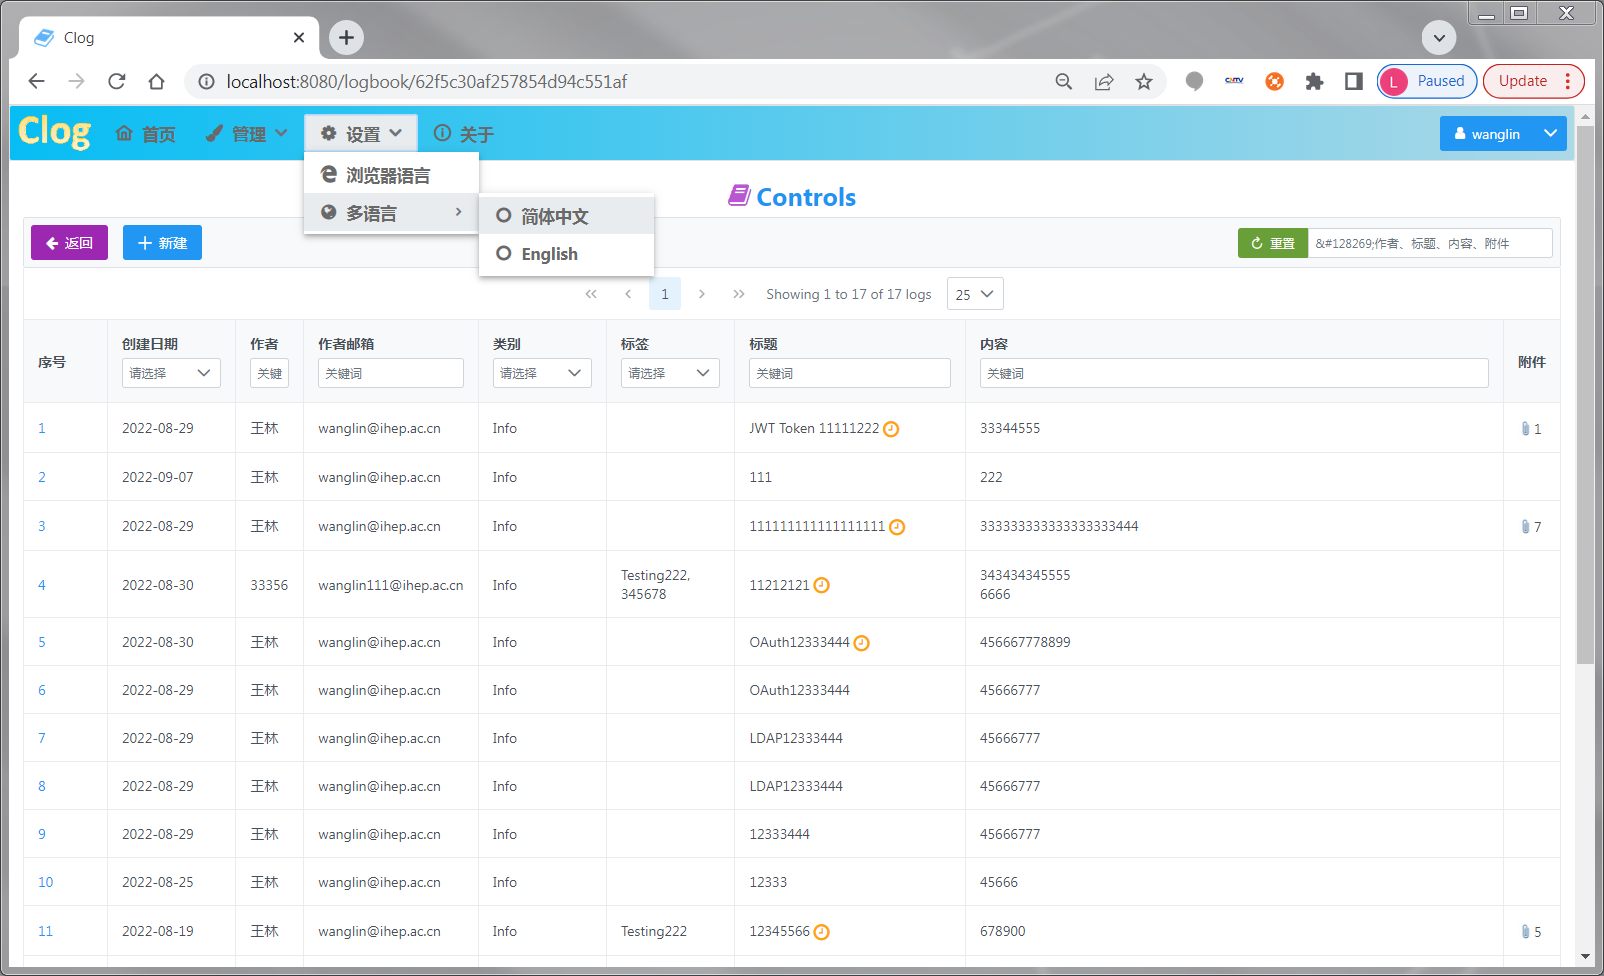 Clog
localhost:8080/logbook/62f5c30af257854d94c551af
L Paused
Update
Clog 首页 管理 设置 关于 wanglin
浏览器语言
多语言
简体中文
English
Controls
返回 新建 重置 &#128269;作者、标题、内容、附件
1 Showing 1 to 17 of 17 logs 25
序号 创建日期 作者 作者邮箱 类别 标签 标题 内容 附件
请选择 关键 关键词 请选择 请选择 关键词 关键词
1 2022-08-29 王林 wanglin@ihep.ac.cn Info JWT Token 11111222 33344555 1
2 2022-09-07 王林 wanglin@ihep.ac.cn Info 111 222
3 2022-08-29 王林 wanglin@ihep.ac.cn Info 111111111111111111 333333333333333333444 7
4 2022-08-30 33356 wanglin111@ihep.ac.cn Info Testing222, 11212121 343434345555
345678 6666
5 2022-08-30 王林 wanglin@ihep.ac.cn Info OAuth12333444 456667778899
6 2022-08-29 王林 wanglin@ihep.ac.cn Info OAuth12333444 45666777
7 2022-08-29 王林 wanglin@ihep.ac.cn Info LDAP12333444 45666777
8 2022-08-29 王林 wanglin@ihep.ac.cn Info LDAP12333444 45666777
9 2022-08-29 王林 wanglin@ihep.ac.cn Info 12333444 45666777
10 2022-08-25 王林 wanglin@ihep.ac.cn Info 12333 45666
11 2022-08-19 王林 wanglin@ihep.ac.cn Info Testing222 12345566 678900 5